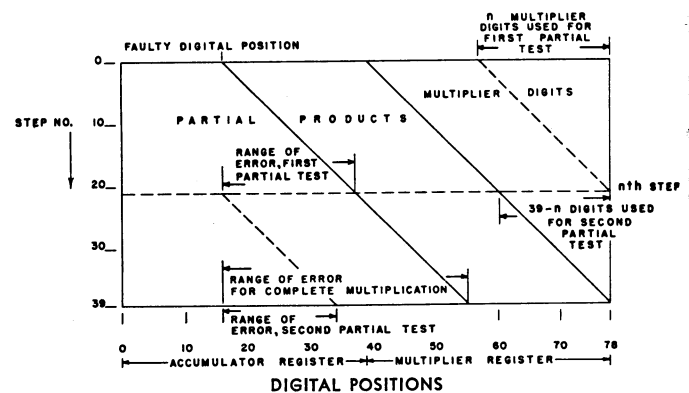 n MULTIPLIER
DIGITS USED FOR
FIRST PARTIAL
TEST
FAULTY DIGITAL POSITION
0
MULTIPLIER DIGITS
PARTIAL PRODUCTS
10
STEP NO.
RANGE OF
ERROR, FIRST
PARTIAL TEST
20
nth STEP
39-n DIGITS USED
FOR SECOND
PARTIAL
TEST
30
RANGE OF ERROR
FOR COMPLETE MULTIPLICATION
39
RANGE OF
ERROR, SECOND PARTIAL TEST
0 10 20 30 40 50 60 70 78
ACCUMULATOR REGISTER MULTIPLIER REGISTER
DIGITAL POSITIONS